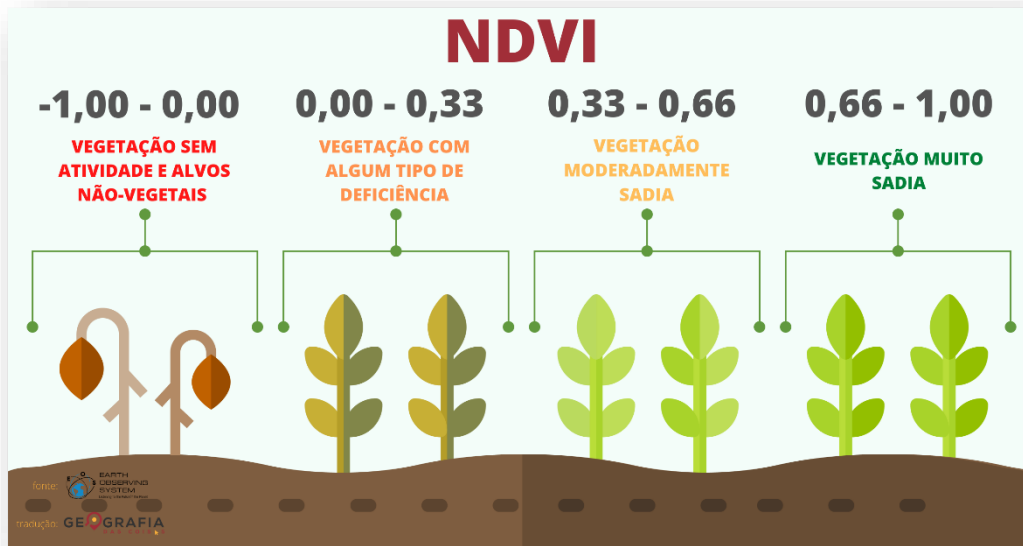 NDVI
-1,00 - 0,00
VEGETAÇÃO SEM
ATIVIDADE E ALVOS
NÃO-VEGETAIS
0,00 - 0,33
VEGETAÇÃO COM
ALGUM TIPO DE
DEFICIÊNCIA
0,33 - 0,66
VEGETAÇÃO
MODERADAMENTE
SADIA
0,66 - 1,00
VEGETAÇÃO MUITO
SADIA
fonte:
EARTH
OBSERVING
SYSTEM
tradução:
GEOGRAFIA